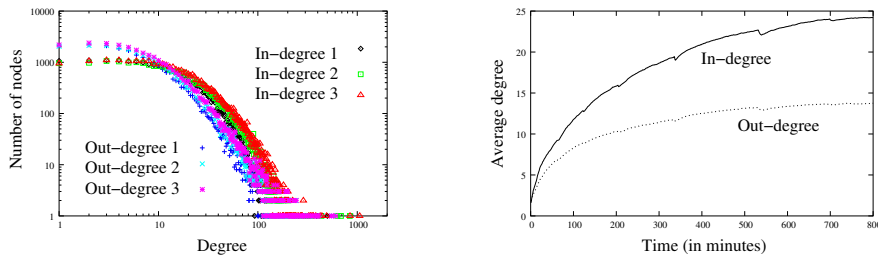 10000
1000
100
10
1
1
10
100
1000
Number of nodes
Degree
In-degree 1
In-degree 2
In-degree 3
Out-degree 1
Out-degree 2
Out-degree 3
25
20
15
10
5
0
0
100
200
300
400
500
600
700
800
Average degree
Time (in minutes)
In-degree
Out-degree